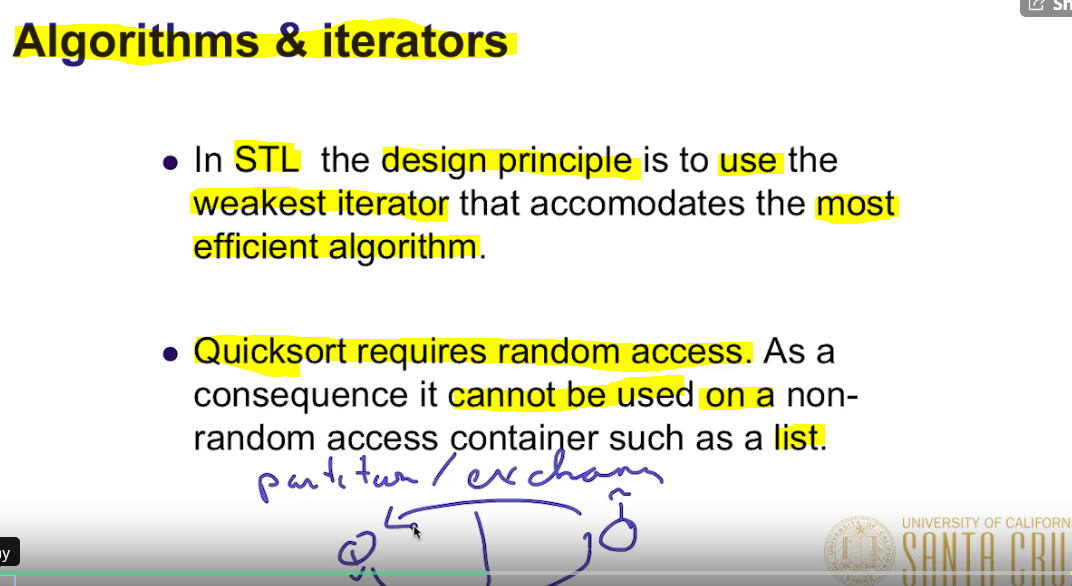 Algorithms & iterators
• In STL the design principle is to use the
weakest iterator that accomodates the most
efficient algorithm.
• Quicksort requires random access. As a
consequence it cannot be used on a non-
random access container such as a list.
partition / exchang
UNIVERSITY OF CALIFORN
SANTA CRU